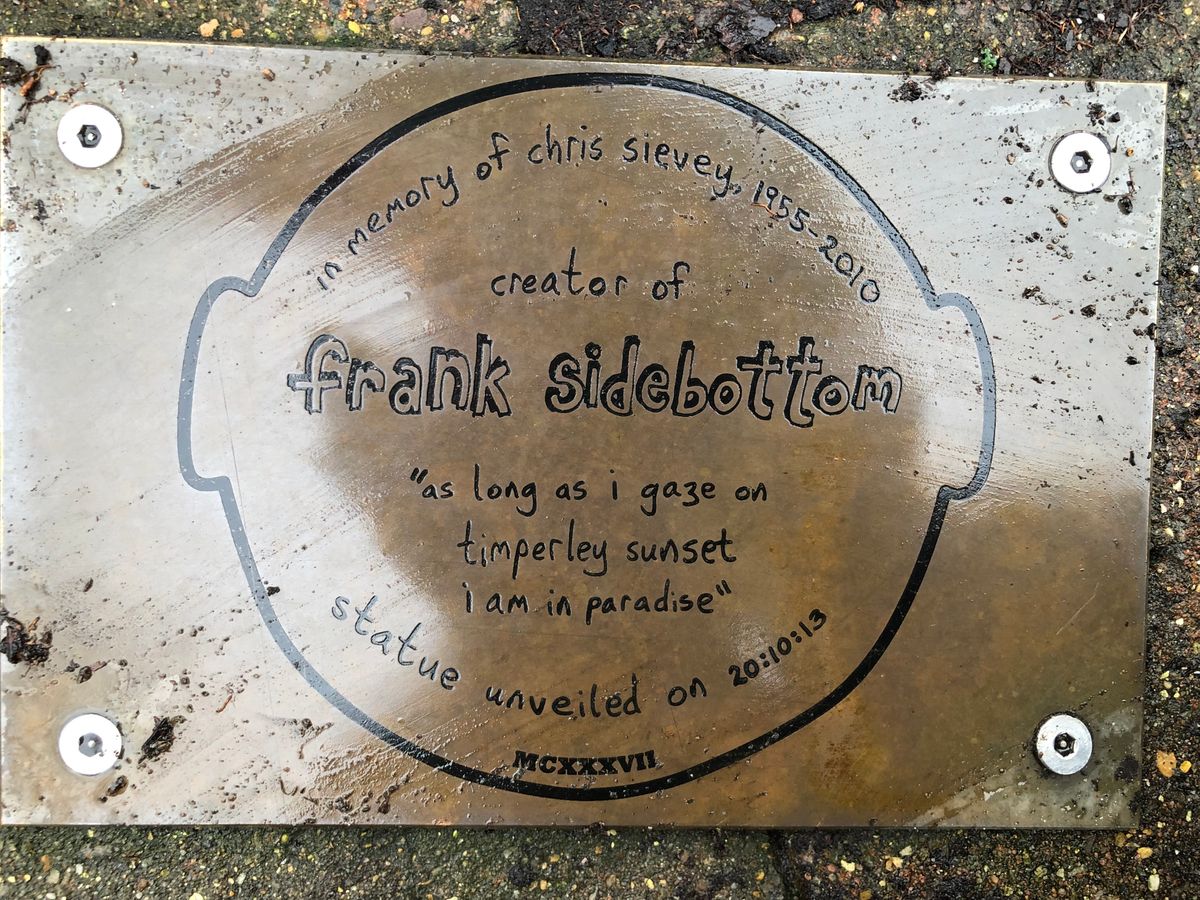 in memory of chris sievey, 1955-2010
creator of
frank sidebottom
"as long as i gaze on
timperley sunset
i am in paradise"
statue unveiled on 20:10:13
MCXXXVII